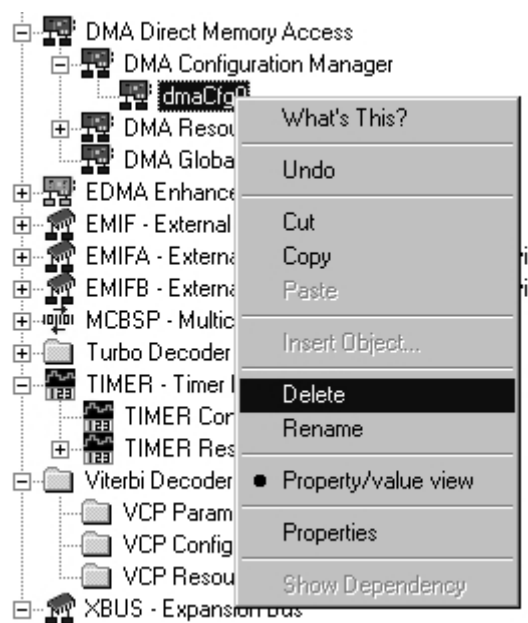 DMA Direct Memory Access
DMA Configuration Manager
dmaCfg0
DMA Resou
DMA Globa
EDMA Enhance
EMIF - External
EMIFA - Externa
EMIFB - Externa
MCBSP - Multic
Turbo Decoder
TIMER - Timer
TIMER Con
TIMER Res
Viterbi Decoder
VCP Param
VCP Config
VCP Resou
XBUS - Expansion Bus
What's This?
Undo
Cut
Copy
Paste
Insert Object...
Delete
Rename
Property/value view
Properties
Show Dependency